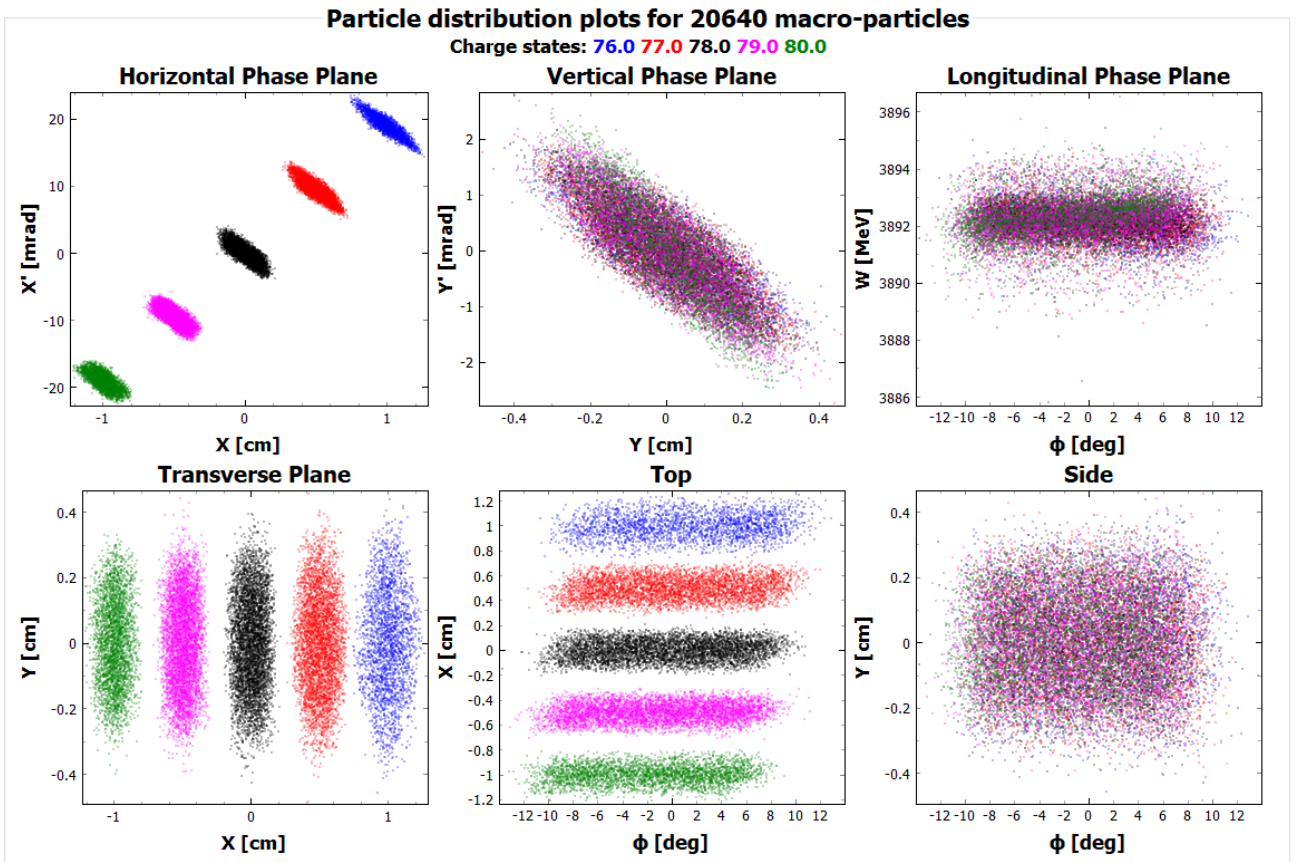 Particle distribution plots for 20640 macro-particles
Charge states: 76.0 77.0 78.0 79.0 80.0
Horizontal Phase Plane
20
10
0
-10
-20
X' [mrad]
-1 0 1
X [cm]
Vertical Phase Plane
2
1
0
-1
-2
Y' [mrad]
-0.4 -0.2 0 0.2 0.4
Y [cm]
Longitudinal Phase Plane
3896
3894
3892
3890
3888
3886
W [MeV]
-12 -10 -8 -6 -4 -2 0 2 4 6 8 10 12
ϕ [deg]
Transverse Plane
0.4
0.2
0
-0.2
-0.4
Y [cm]
-1 0 1
X [cm]
Top
1.2
1
0.8
0.6
0.4
0.2
0
-0.2
-0.4
-0.6
-0.8
-1
-1.2
X [cm]
-12 -10 -8 -6 -4 -2 0 2 4 6 8 10 12
ϕ [deg]
Side
0.4
0.2
0
-0.2
-0.4
Y [cm]
-12 -10 -8 -6 -4 -2 0 2 4 6 8 10 12
ϕ [deg]